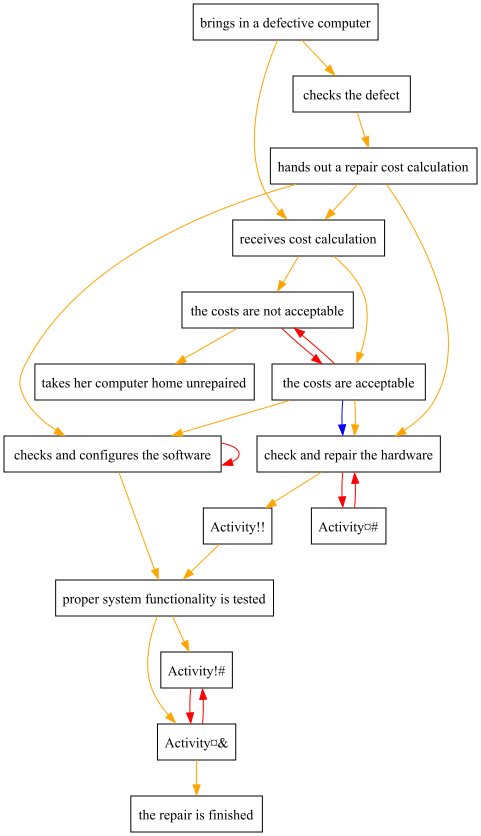 brings in a defective computer
checks the defect
hands out a repair cost calculation
receives cost calculation
the costs are not acceptable
takes her computer home unrepaired
the costs are acceptable
checks and configures the software
check and repair the hardware
Activity!!
Activity¤#
proper system functionality is tested
Activity!#
Activity¤&
the repair is finished